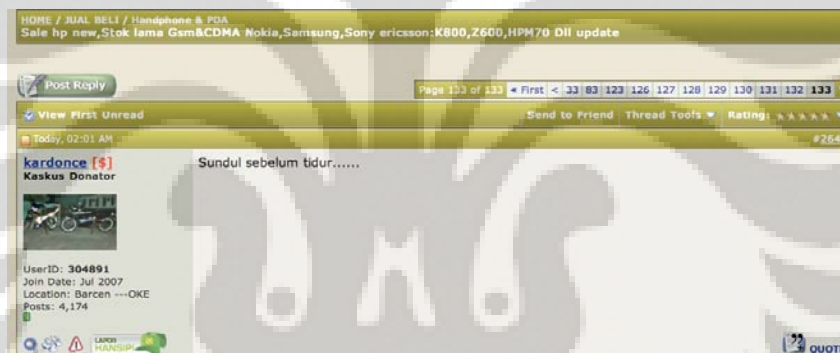 HOME / JUAL BELI / Handphone & PDA
Sale hp new,Stok lama Gsm&CDMA Nokia,Samsung,Sony ericsson:K800,Z600,HPM70 Dll update
Post Reply
Page 133 of 133 First < 33 83 123 126 127 128 129 130 131 132 133
View First Unread Send to Friend Thread Tools Rating:
Today, 02:01 AM #264
kardonce [$] Sundul sebelum tidur......
Kaskus Donator
UserID: 304891
Join Date: Jul 2007
Location: Barcen ---OKE
Posts: 4,174
LAPOR
HANSIP!
QUOT